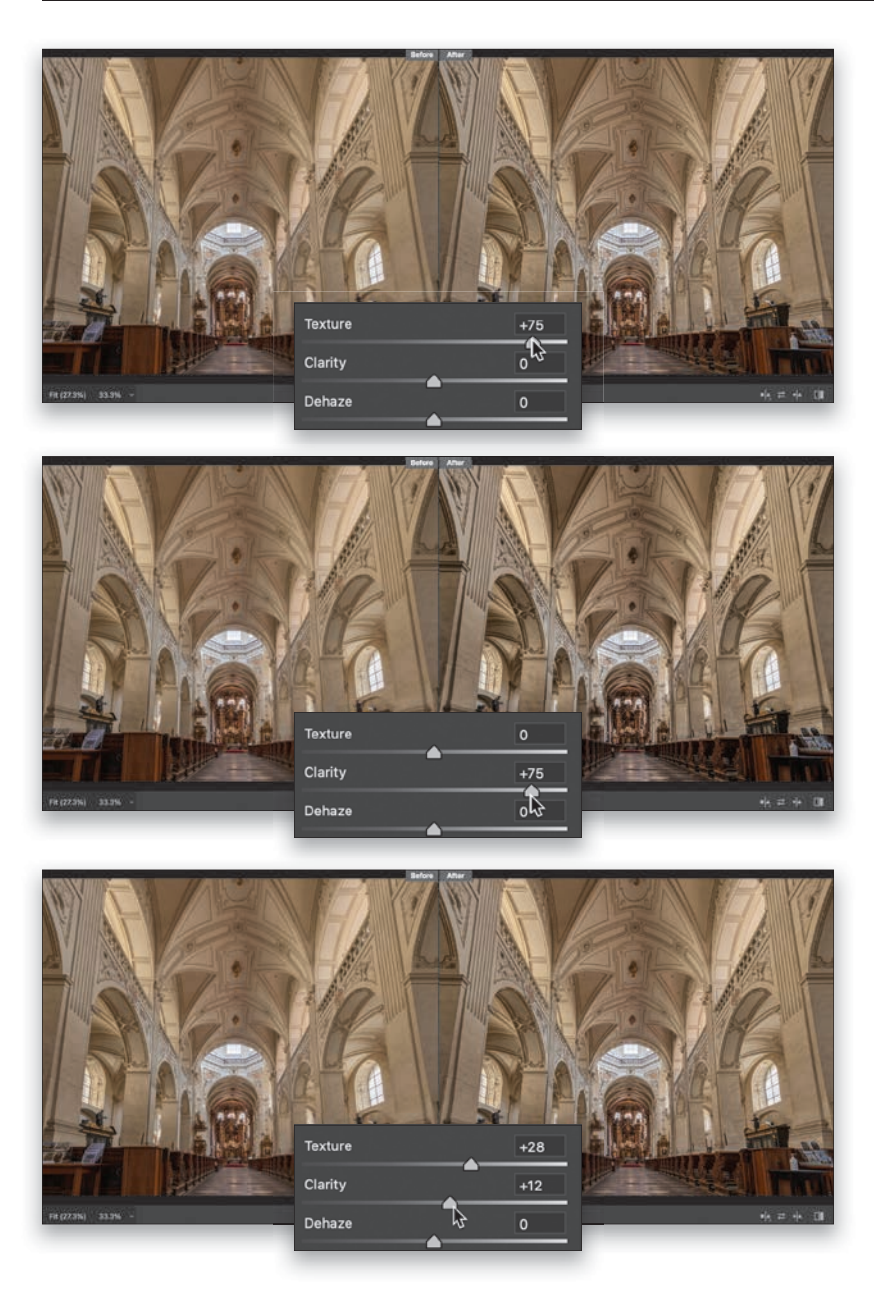 Before After
Texture +75
Clarity 0
Dehaze 0
Fit (27.3%) 33.3%
Before After
Texture 0
Clarity +75
Dehaze 0
Fit (27.3%) 33.3%
Before After
Texture +28
Clarity +12
Dehaze 0
Fit (27.3%) 33.3%